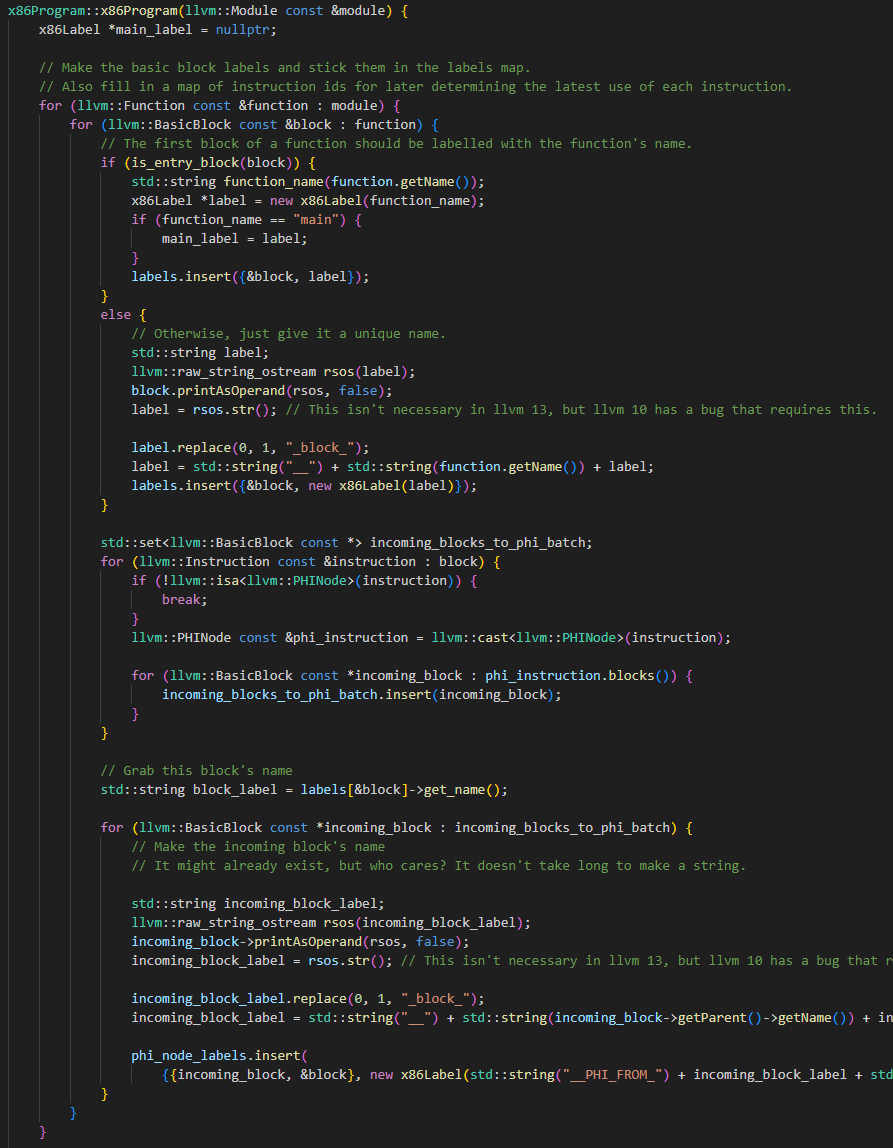 x86Program::x86Program(llvm::Module const &module) {
    x86Label *main_label = nullptr;

    // Make the basic block labels and stick them in the labels map.
    // Also fill in a map of instruction ids for later determining the latest use of each instruction.
    for (llvm::Function const &function : module) {
        for (llvm::BasicBlock const &block : function) {
            // The first block of a function should be labelled with the function's name.
            if (is_entry_block(block)) {
                std::string function_name(function.getName());
                x86Label *label = new x86Label(function_name);
                if (function_name == "main") {
                    main_label = label;
                }
                labels.insert({&block, label});
            }
            else {
                // Otherwise, just give it a unique name.
                std::string label;
                llvm::raw_string_ostream rsos(label);
                block.printAsOperand(rsos, false);
                label = rsos.str(); // This isn't necessary in llvm 13, but llvm 10 has a bug that requires this.

                label.replace(0, 1, "_block_");
                label = std::string("__") + std::string(function.getName()) + label;
                labels.insert({&block, new x86Label(label)});
            }

            std::set<llvm::BasicBlock const *> incoming_blocks_to_phi_batch;
            for (llvm::Instruction const &instruction : block) {
                if (!llvm::isa<llvm::PHINode>(instruction)) {
                    break;
                }
                llvm::PHINode const &phi_instruction = llvm::cast<llvm::PHINode>(instruction);

                for (llvm::BasicBlock const *incoming_block : phi_instruction.blocks()) {
                    incoming_blocks_to_phi_batch.insert(incoming_block);
                }
            }

            // Grab this block's name
            std::string block_label = labels[&block]->get_name();

            for (llvm::BasicBlock const *incoming_block : incoming_blocks_to_phi_batch) {
                // Make the incoming block's name
                // It might already exist, but who cares? It doesn't take long to make a string.

                std::string incoming_block_label;
                llvm::raw_string_ostream rsos(incoming_block_label);
                incoming_block->printAsOperand(rsos, false);
                incoming_block_label = rsos.str(); // This isn't necessary in llvm 13, but llvm 10 has a bug that r

                incoming_block_label.replace(0, 1, "_block_");
                incoming_block_label = std::string("__") + std::string(incoming_block->getParent()->getName()) + in

                phi_node_labels.insert(
                    {{incoming_block, &block}, new x86Label(std::string("__PHI_FROM_") + incoming_block_label + std
            }
        }
    }